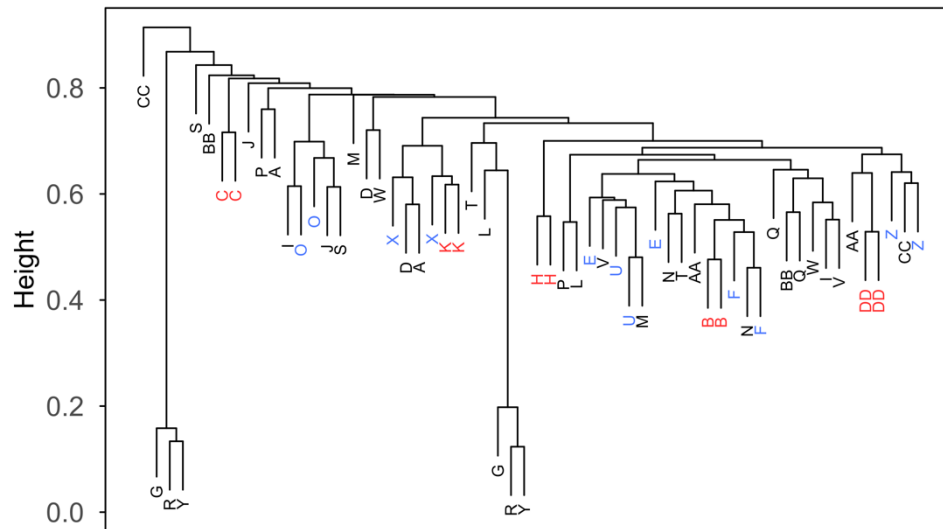 Height
0.8
0.6
0.4
0.2
0.0
CC
G
R
Y
S
BB
C
C
J
P
A
I
O
O
J
S
M
D
W
X
D
A
X
K
K
T
L
G
R
Y
H
H
P
L
E
V
U
U
M
E
N
T
AA
B
B
F
N
F
Q
BB
Q
W
I
V
AA
DD
DD
Z
CC
Z